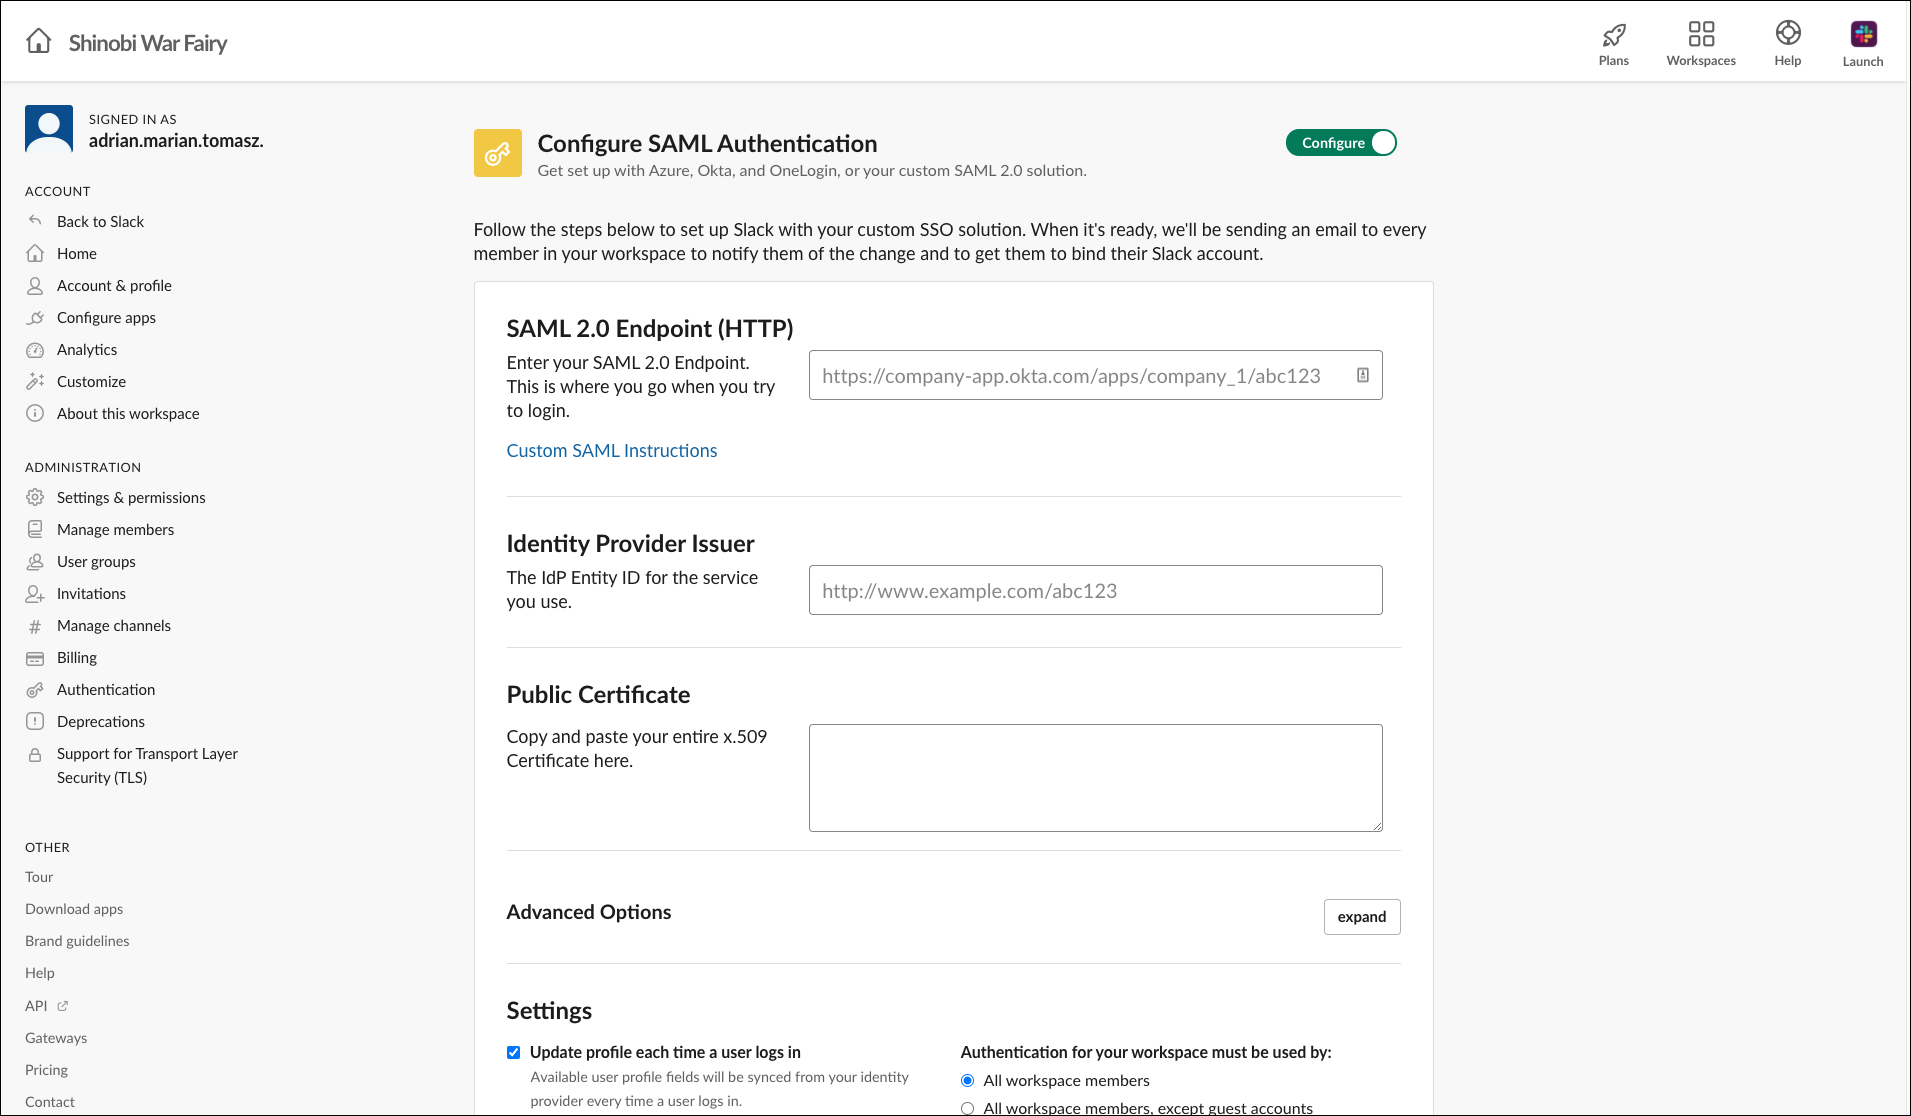 Shinobi War Fairy
Plans
Workspaces
Help
Launch
SIGNED IN AS
adrian.marian.tomasz.
ACCOUNT
Back to Slack
Home
Account & profile
Configure apps
Analytics
Customize
About this workspace
ADMINISTRATION
Settings & permissions
Manage members
User groups
Invitations
Manage channels
Billing
Authentication
Deprecations
Support for Transport Layer
Security (TLS)
OTHER
Tour
Download apps
Brand guidelines
Help
API
Gateways
Pricing
Contact
Configure SAML Authentication
Get set up with Azure, Okta, and OneLogin, or your custom SAML 2.0 solution.
Configure
Follow the steps below to set up Slack with your custom SSO solution. When it's ready, we'll be sending an email to every
member in your workspace to notify them of the change and to get them to bind their Slack account.
SAML 2.0 Endpoint (HTTP)
Enter your SAML 2.0 Endpoint.
This is where you go when you try
to login.
https://company-app.okta.com/apps/company_1/abc123
Custom SAML Instructions
Identity Provider Issuer
The IdP Entity ID for the service
you use.
http://www.example.com/abc123
Public Certificate
Copy and paste your entire x.509
Certificate here.
Advanced Options
expand
Settings
Update profile each time a user logs in
Available user profile fields will be synced from your identity
provider every time a user logs in.
Authentication for your workspace must be used by:
All workspace members
All workspace members, except guest accounts